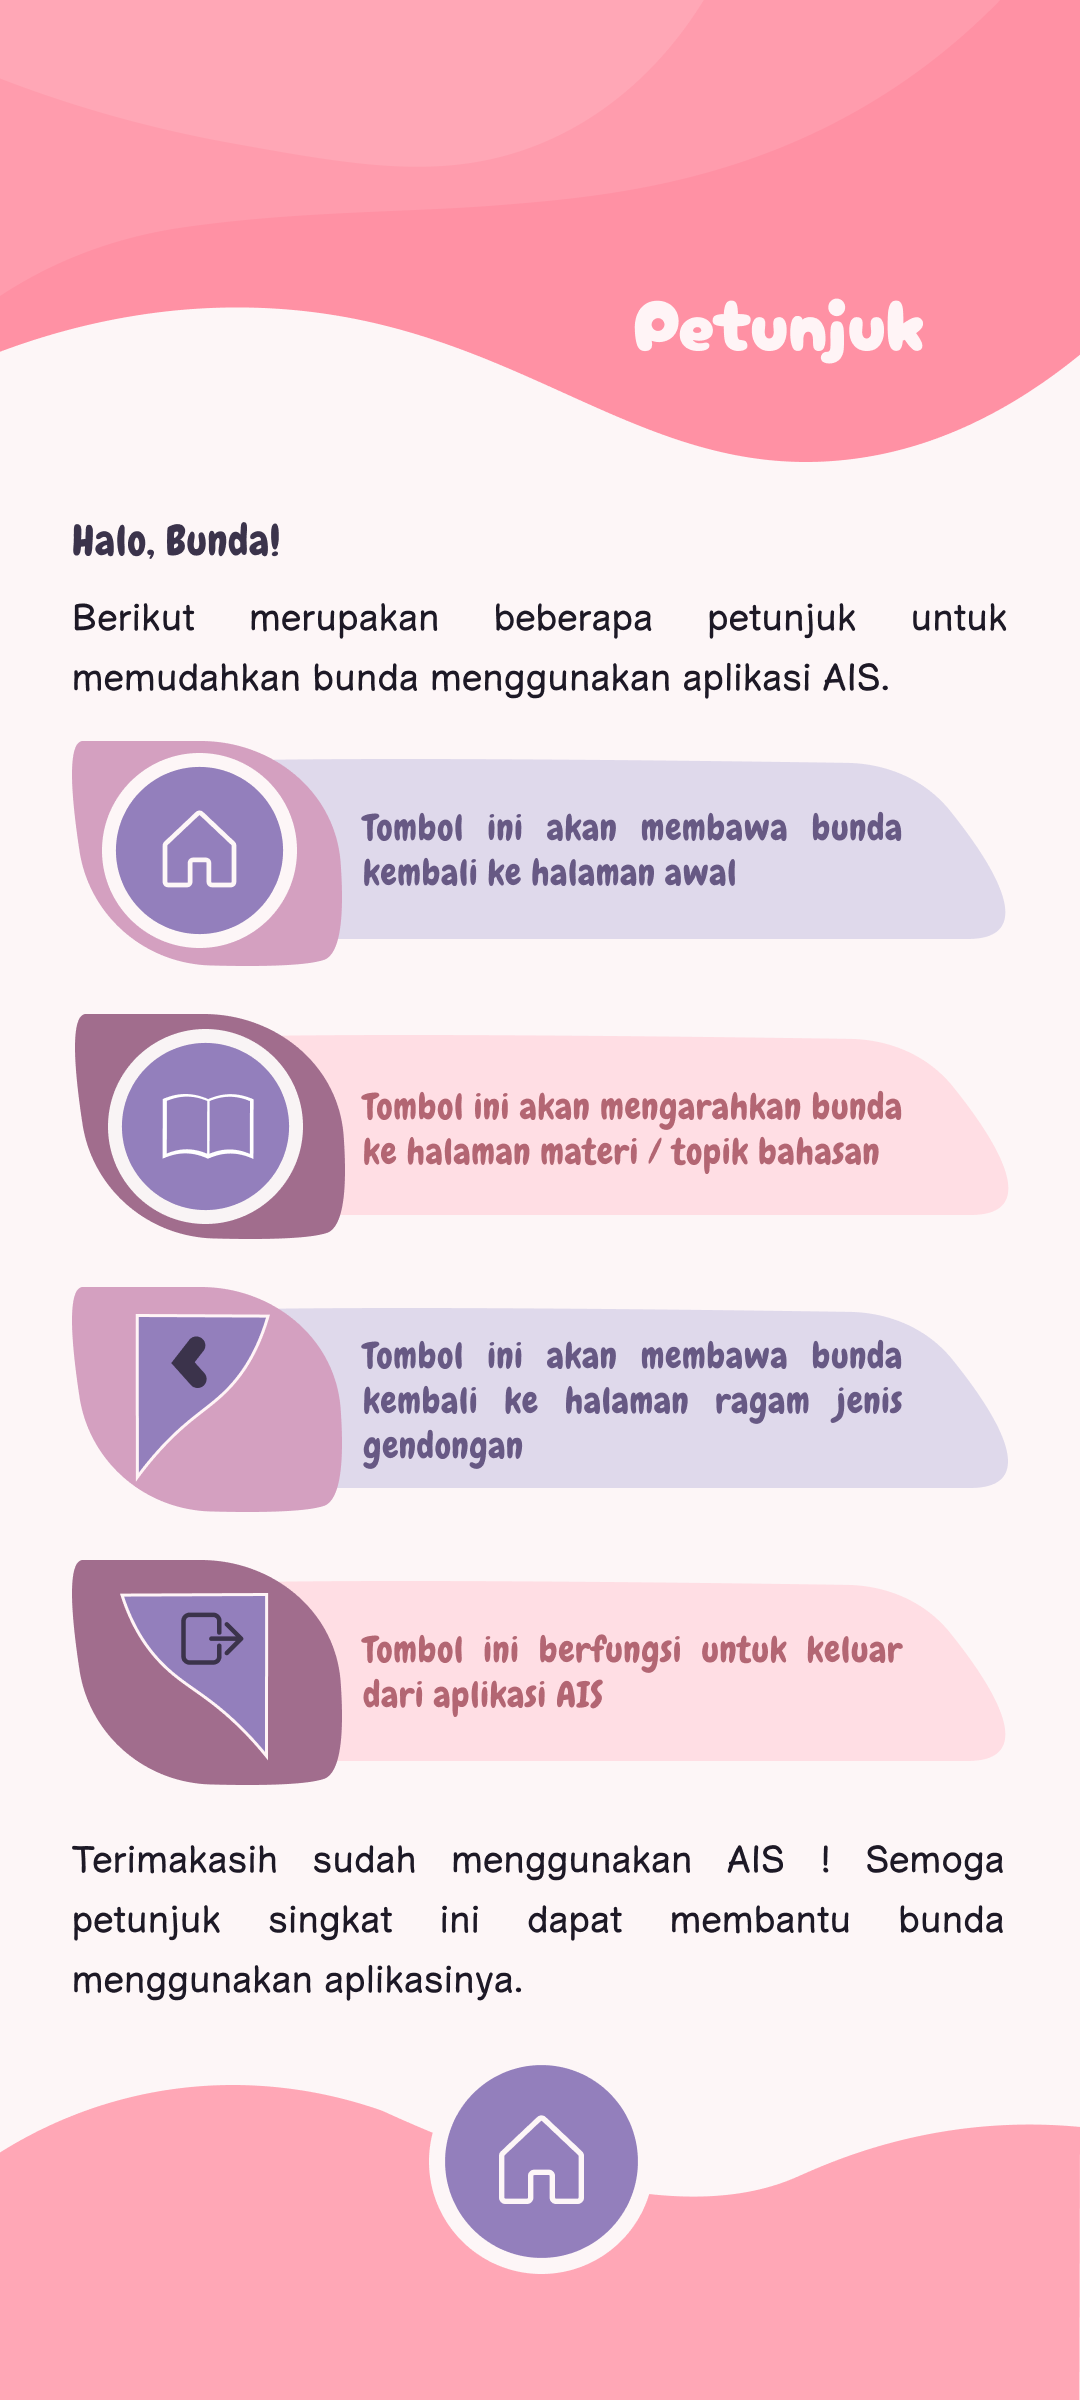 Petunjuk
Halo, Bunda!
Berikut merupakan beberapa petunjuk untuk
memudahkan bunda menggunakan aplikasi AIS.
Tombol ini akan membawa bunda
kembali ke halaman awal
Tombol ini akan mengarahkan bunda
ke halaman materi / topik bahasan
Tombol ini akan membawa bunda
kembali ke halaman ragam jenis
gendongan
Tombol ini berfungsi untuk keluar
dari aplikasi AIS
Terimakasih sudah menggunakan AIS ! Semoga
petunjuk singkat ini dapat membantu bunda
menggunakan aplikasinya.